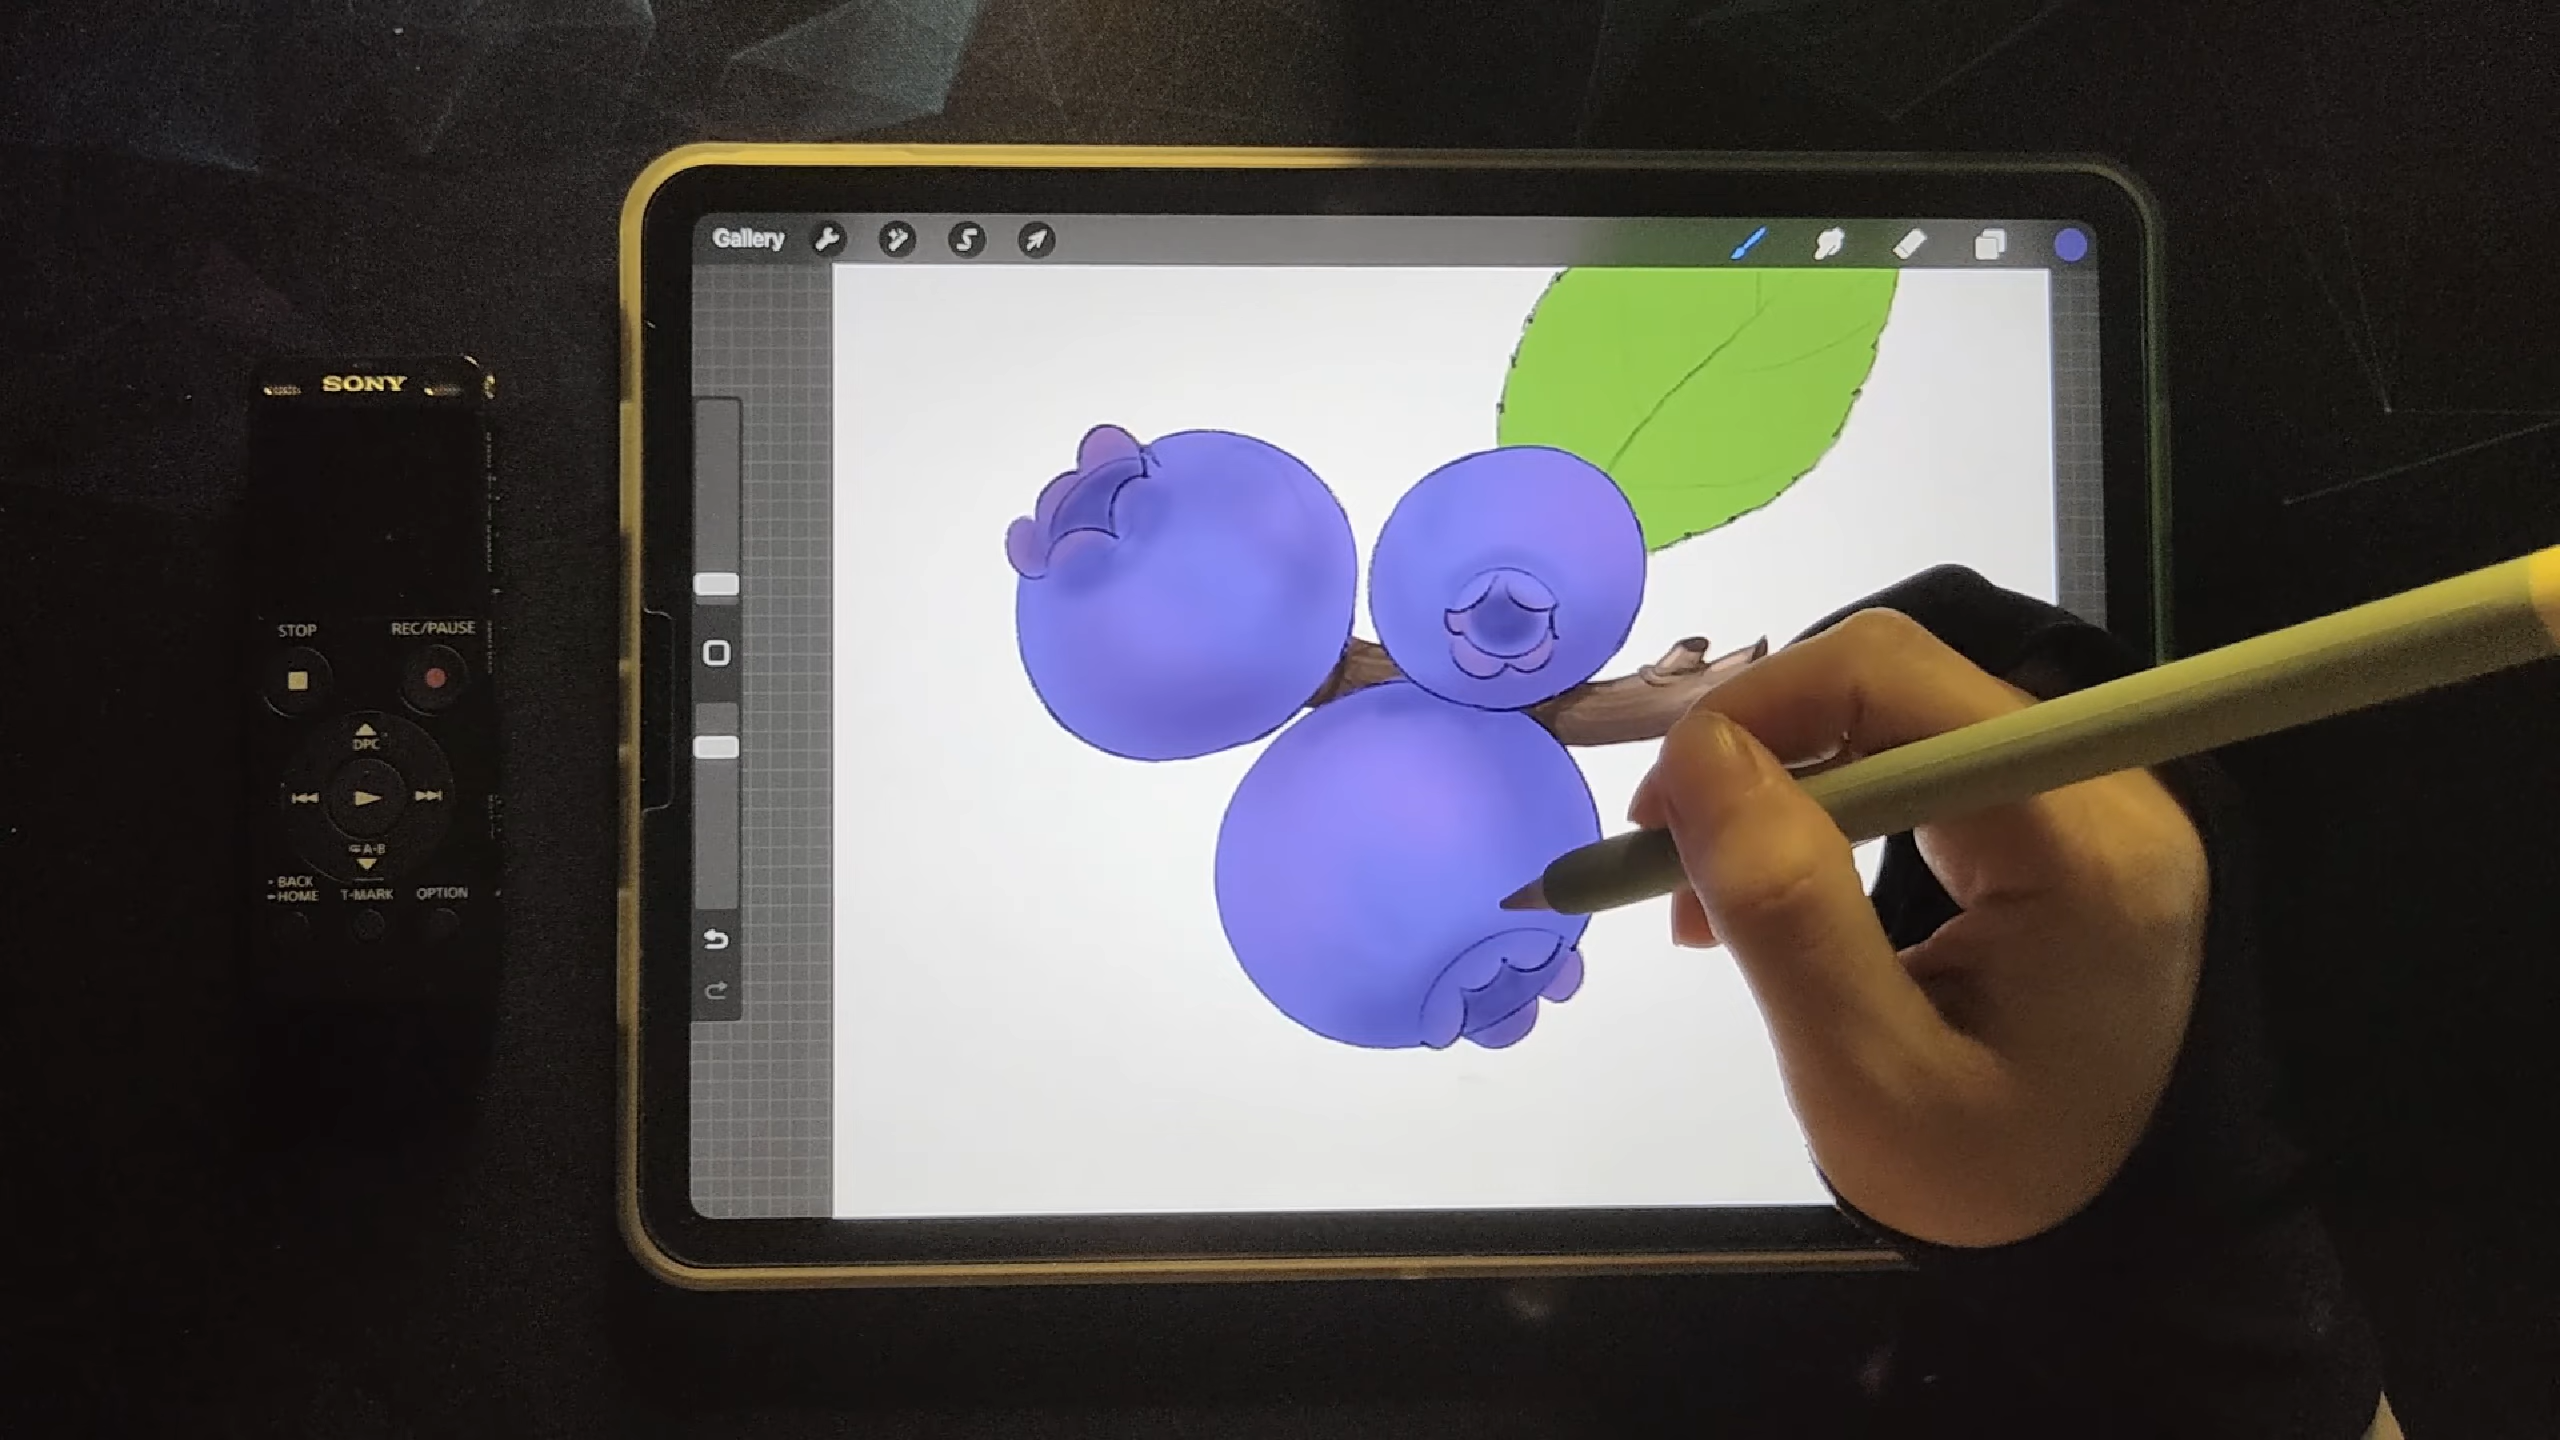 Gallery
SONY
STOP REC/PAUSE
DPC
A-B
BACK
HOME T-MARK OPTION